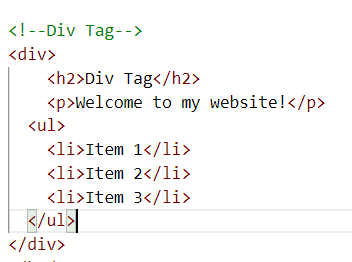 <!--Div Tag-->
<div>
    <h2>Div Tag</h2>
    <p>Welcome to my website!</p>
  <ul>
    <li>Item 1</li>
    <li>Item 2</li>
    <li>Item 3</li>
  </ul>
</div>